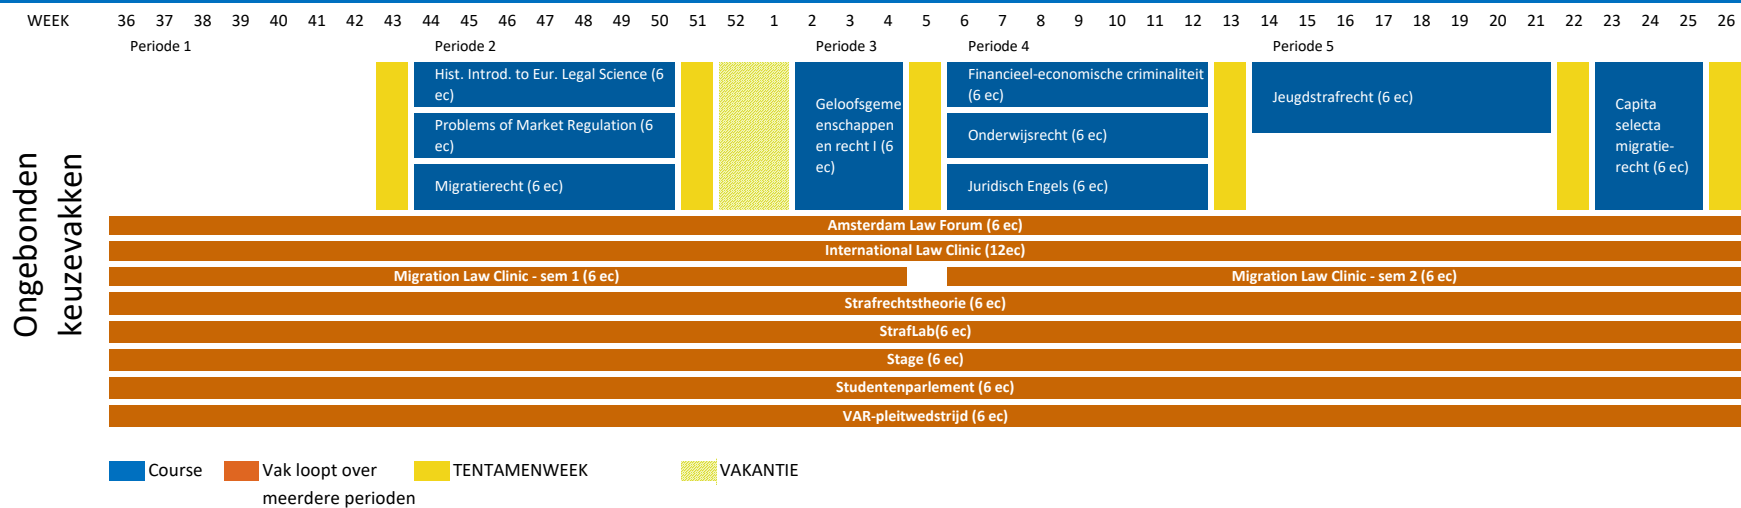 WEEK 36 37 38 39 40 41 42 43 44 45 46 47 48 49 50 51 52 1 2 3 4 5 6 7 8 9 10 11 12 13 14 15 16 17 18 19 20 21 22 23 24 25 26
Periode 1 Periode 2 Periode 3 Periode 4 Periode 5
Ongebonden
keuzevakken
Hist. Introd. to Eur. Legal Science (6
ec)
Problems of Market Regulation (6
ec)
Migratierecht (6 ec)
Geloofsgeme
enschappen
en recht I (6
ec)
Financieel-economische criminaliteit
(6 ec)
Onderwijsrecht (6 ec)
Juridisch Engels (6 ec)
Jeugdstrafrecht (6 ec)
Capita
selecta
migratie-
recht (6 ec)
Amsterdam Law Forum (6 ec)
International Law Clinic (12ec)
Migration Law Clinic - sem 1 (6 ec) Migration Law Clinic - sem 2 (6 ec)
Strafrechtstheorie (6 ec)
StrafLab(6 ec)
Stage (6 ec)
Studentenparlement (6 ec)
VAR-pleitwedstrijd (6 ec)
Course
Vak loopt over
meerdere perioden
TENTAMENWEEK
VAKANTIE